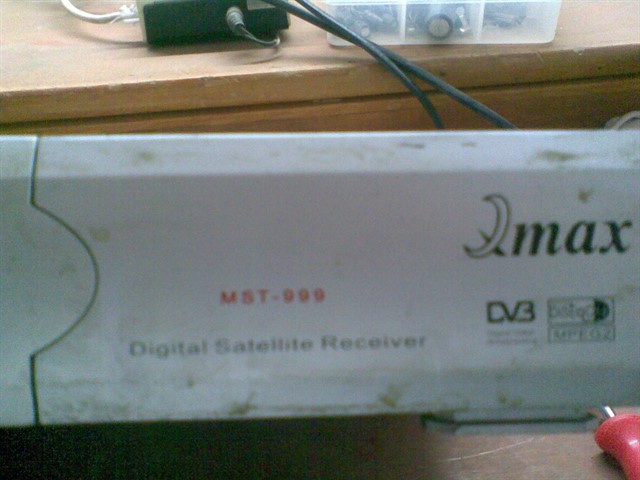 Qmax
MST-999
DVB
Digital Satellite Receiver
MPEG2